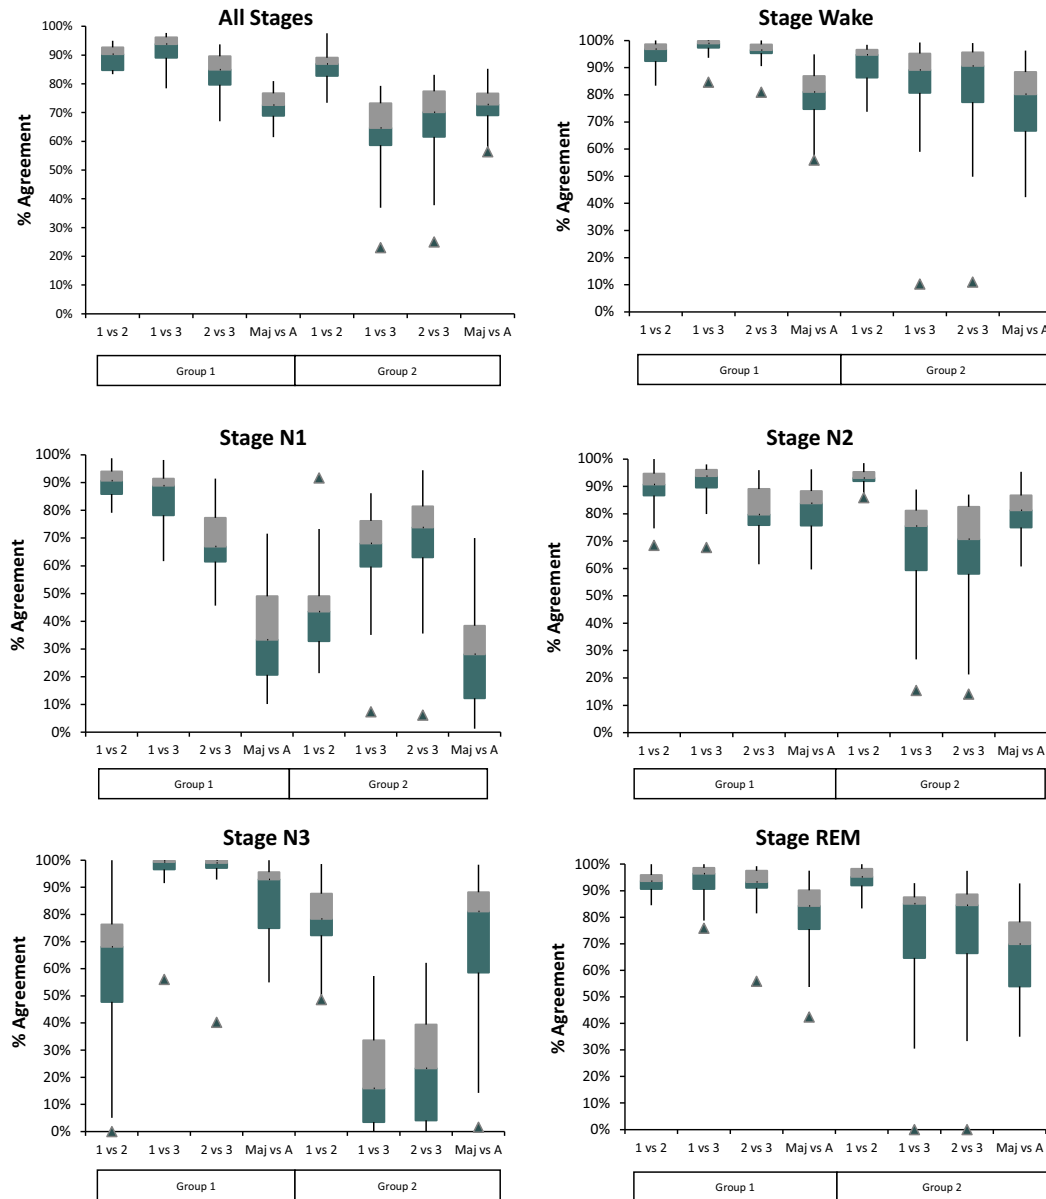 All Stages
% Agreement
100%
90%
80%
70%
60%
50%
40%
30%
20%
10%
0%
1 vs 2 1 vs 3 2 vs 3 Maj vs A 1 vs 2 1 vs 3 2 vs 3 Maj vs A
Group 1 Group 2
Stage Wake
% Agreement
100%
90%
80%
70%
60%
50%
40%
30%
20%
10%
0%
1 vs 2 1 vs 3 2 vs 3 Maj vs A 1 vs 2 1 vs 3 2 vs 3 Maj vs A
Group 1 Group 2
Stage N1
% Agreement
100%
90%
80%
70%
60%
50%
40%
30%
20%
10%
0%
1 vs 2 1 vs 3 2 vs 3 Maj vs A 1 vs 2 1 vs 3 2 vs 3 Maj vs A
Group 1 Group 2
Stage N2
% Agreement
100%
90%
80%
70%
60%
50%
40%
30%
20%
10%
0%
1 vs 2 1 vs 3 2 vs 3 Maj vs A 1 vs 2 1 vs 3 2 vs 3 Maj vs A
Group 1 Group 2
Stage N3
% Agreement
100%
90%
80%
70%
60%
50%
40%
30%
20%
10%
0%
1 vs 2 1 vs 3 2 vs 3 Maj vs A 1 vs 2 1 vs 3 2 vs 3 Maj vs A
Group 1 Group 2
Stage REM
% Agreement
100%
90%
80%
70%
60%
50%
40%
30%
20%
10%
0%
1 vs 2 1 vs 3 2 vs 3 Maj vs A 1 vs 2 1 vs 3 2 vs 3 Maj vs A
Group 1 Group 2